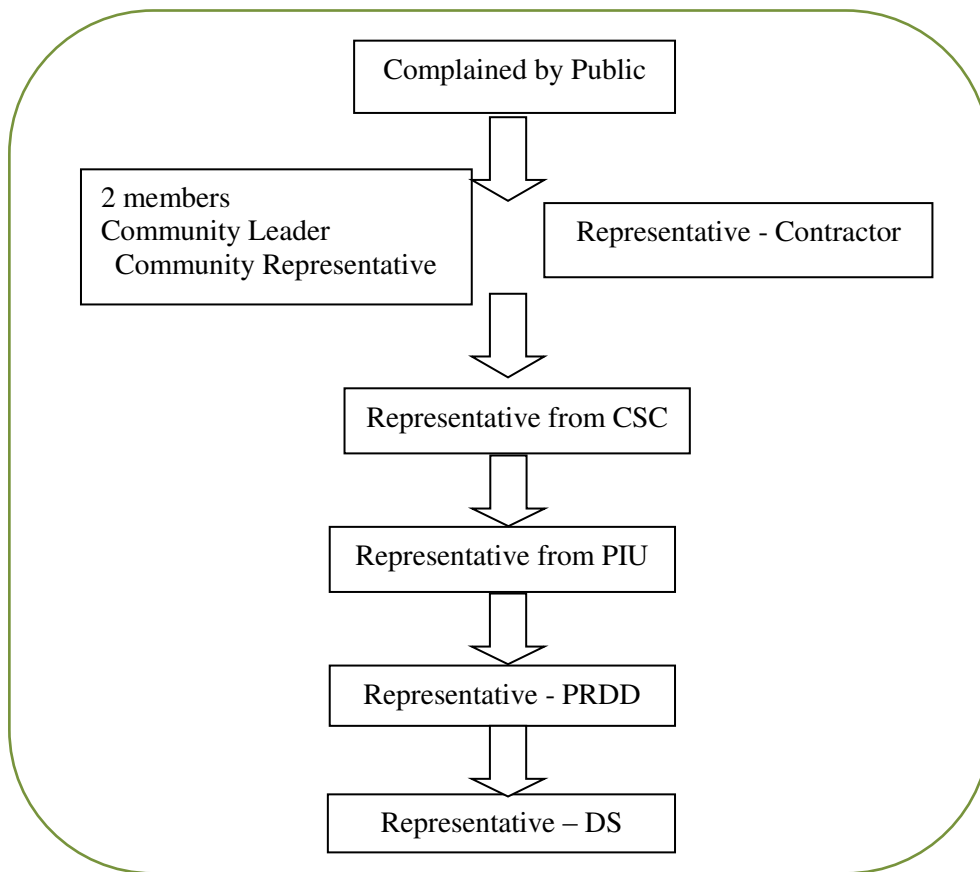 Complained by Public
2 members
Community Leader
Community Representative
Representative - Contractor
Representative from CSC
Representative from PIU
Representative - PRDD
Representative – DS